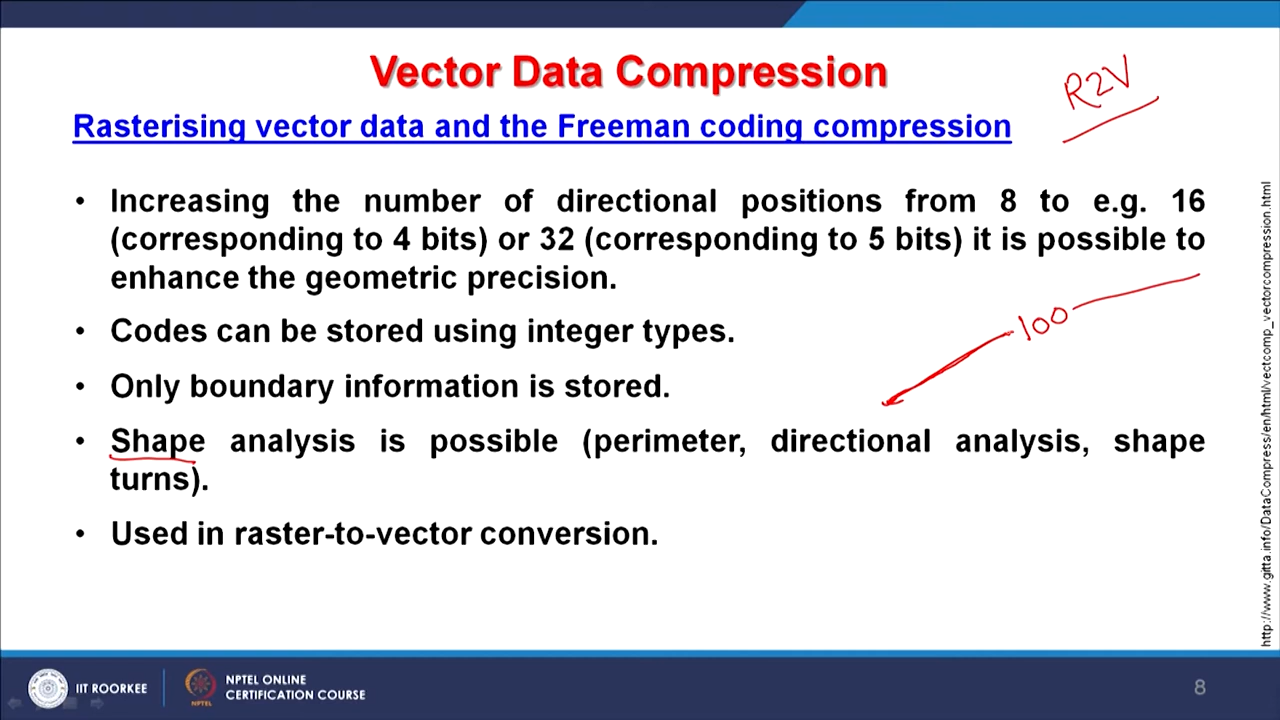 Vector Data Compression
R2V
Rasterising vector data and the Freeman coding compression
• Increasing the number of directional positions from 8 to e.g. 16
(corresponding to 4 bits) or 32 (corresponding to 5 bits) it is possible to
enhance the geometric precision.
100
• Codes can be stored using integer types.
• Only boundary information is stored.
• Shape analysis is possible (perimeter, directional analysis, shape
turns).
• Used in raster-to-vector conversion.
http://www.gitta.info/DataCompress/en/html/vectcomp_vectorcompression.html
IIT ROORKEE
NPTEL
NPTEL ONLINE
CERTIFICATION COURSE
8